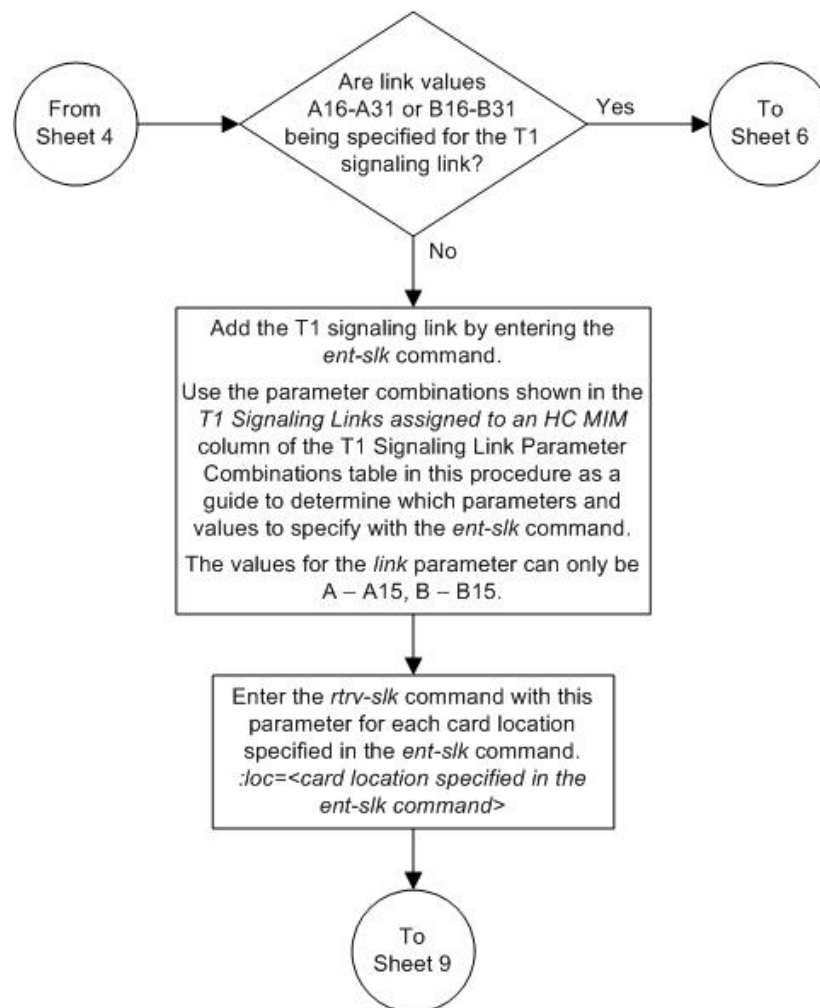 From
Sheet 4
Are link values
A16-A31 or B16-B31
being specified for the T1
signaling link?
Yes
To
Sheet 6
No
Add the T1 signaling link by entering the
ent-slk command.
Use the parameter combinations shown in the
T1 Signaling Links assigned to an HC MIM
column of the T1 Signaling Link Parameter
Combinations table in this procedure as a
guide to determine which parameters and
values to specify with the ent-slk command.
The values for the link parameter can only be
A – A15, B – B15.
Enter the rtrv-slk command with this
parameter for each card location
specified in the ent-slk command.
:loc=<card location specified in the
ent-slk command>
To
Sheet 9